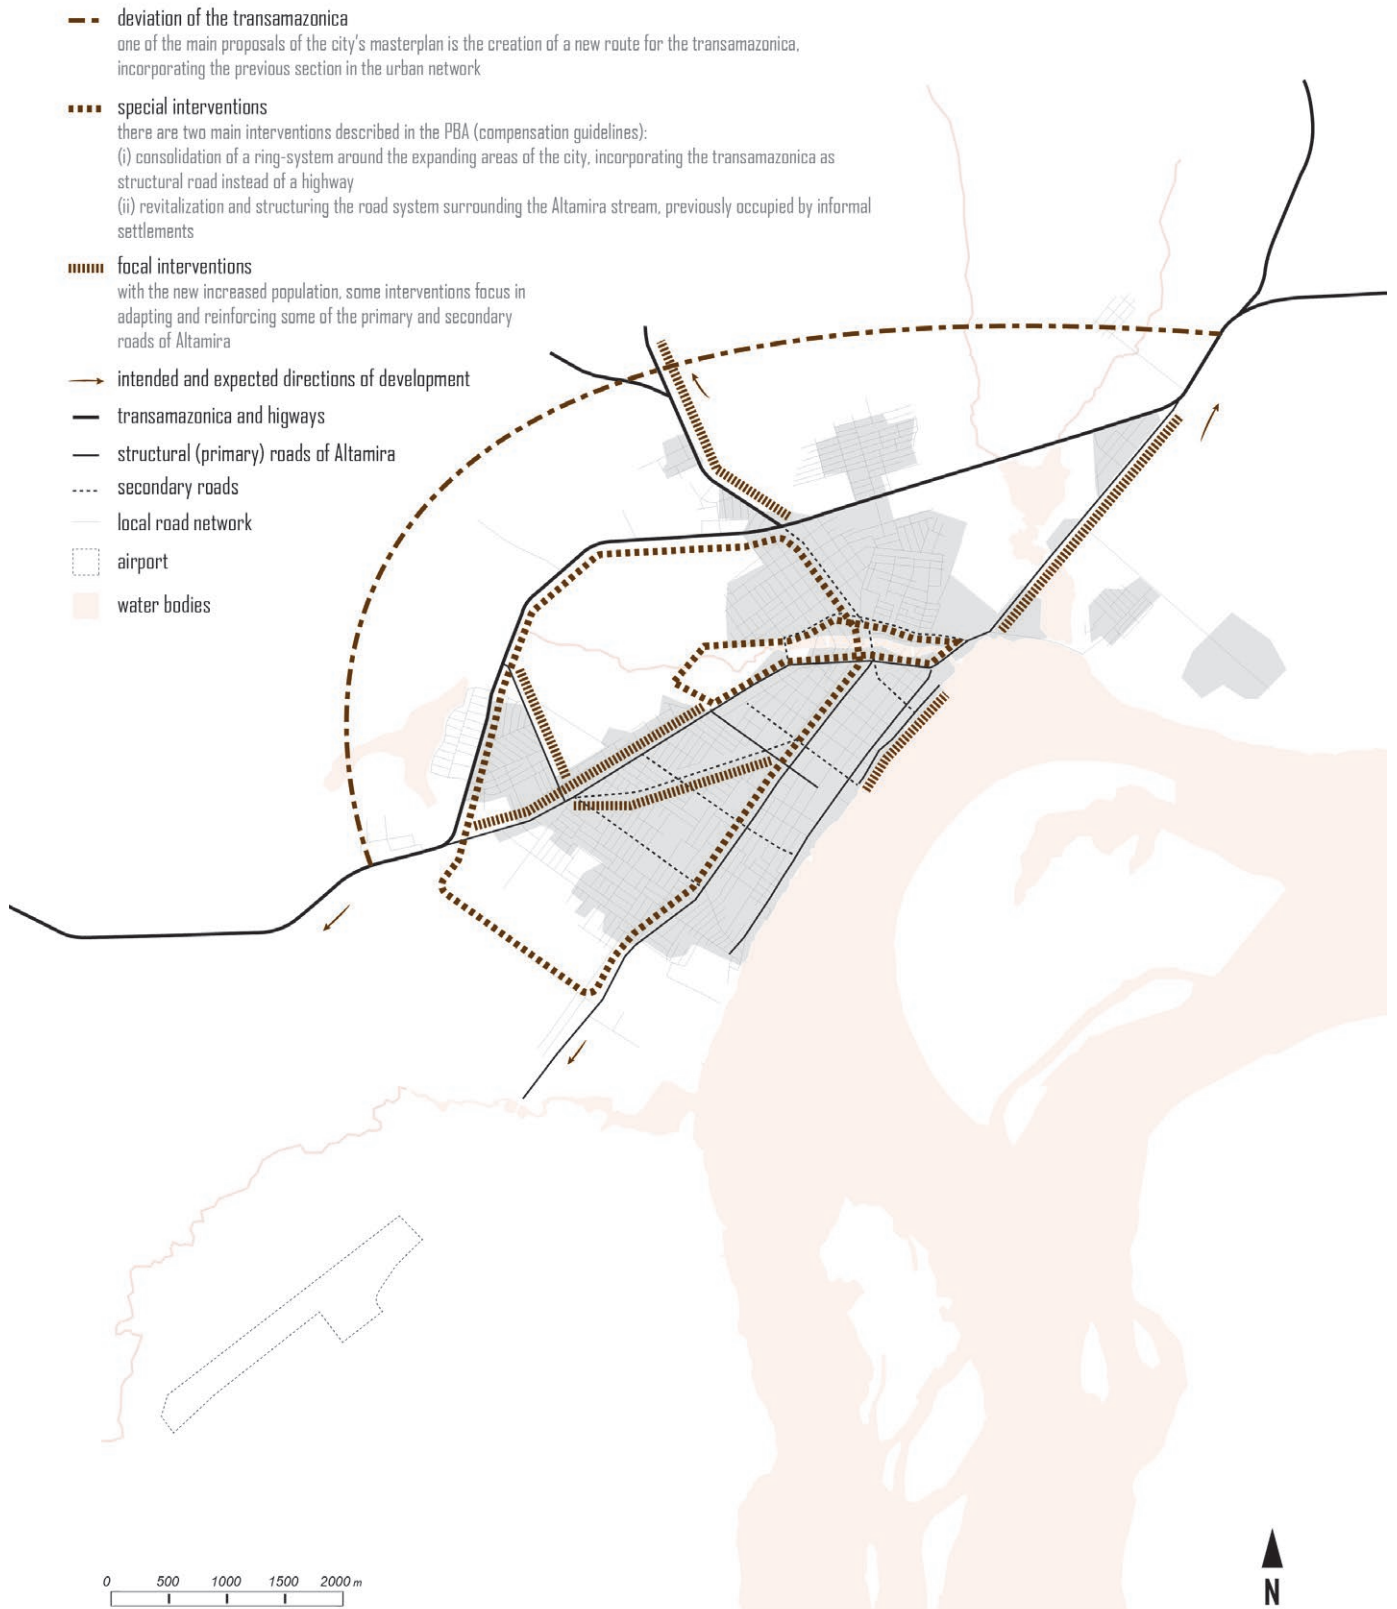 deviation of the transamazonica
one of the main proposals of the city's masterplan is the creation of a new route for the transamazonica,
incorporating the previous section in the urban network
special interventions
there are two main interventions described in the PBA (compensation guidelines):
(i) consolidation of a ring-system around the expanding areas of the city, incorporating the transamazonica as
structural road instead of a highway
(ii) revitalization and structuring the road system surrounding the Altamira stream, previously occupied by informal
settlements
focal interventions
with the new increased population, some interventions focus in
adapting and reinforcing some of the primary and secondary
roads of Altamira
intended and expected directions of development
transamazonica and higways
structural (primary) roads of Altamira
secondary roads
local road network
airport
water bodies
0 500 1000 1500 2000 m
N